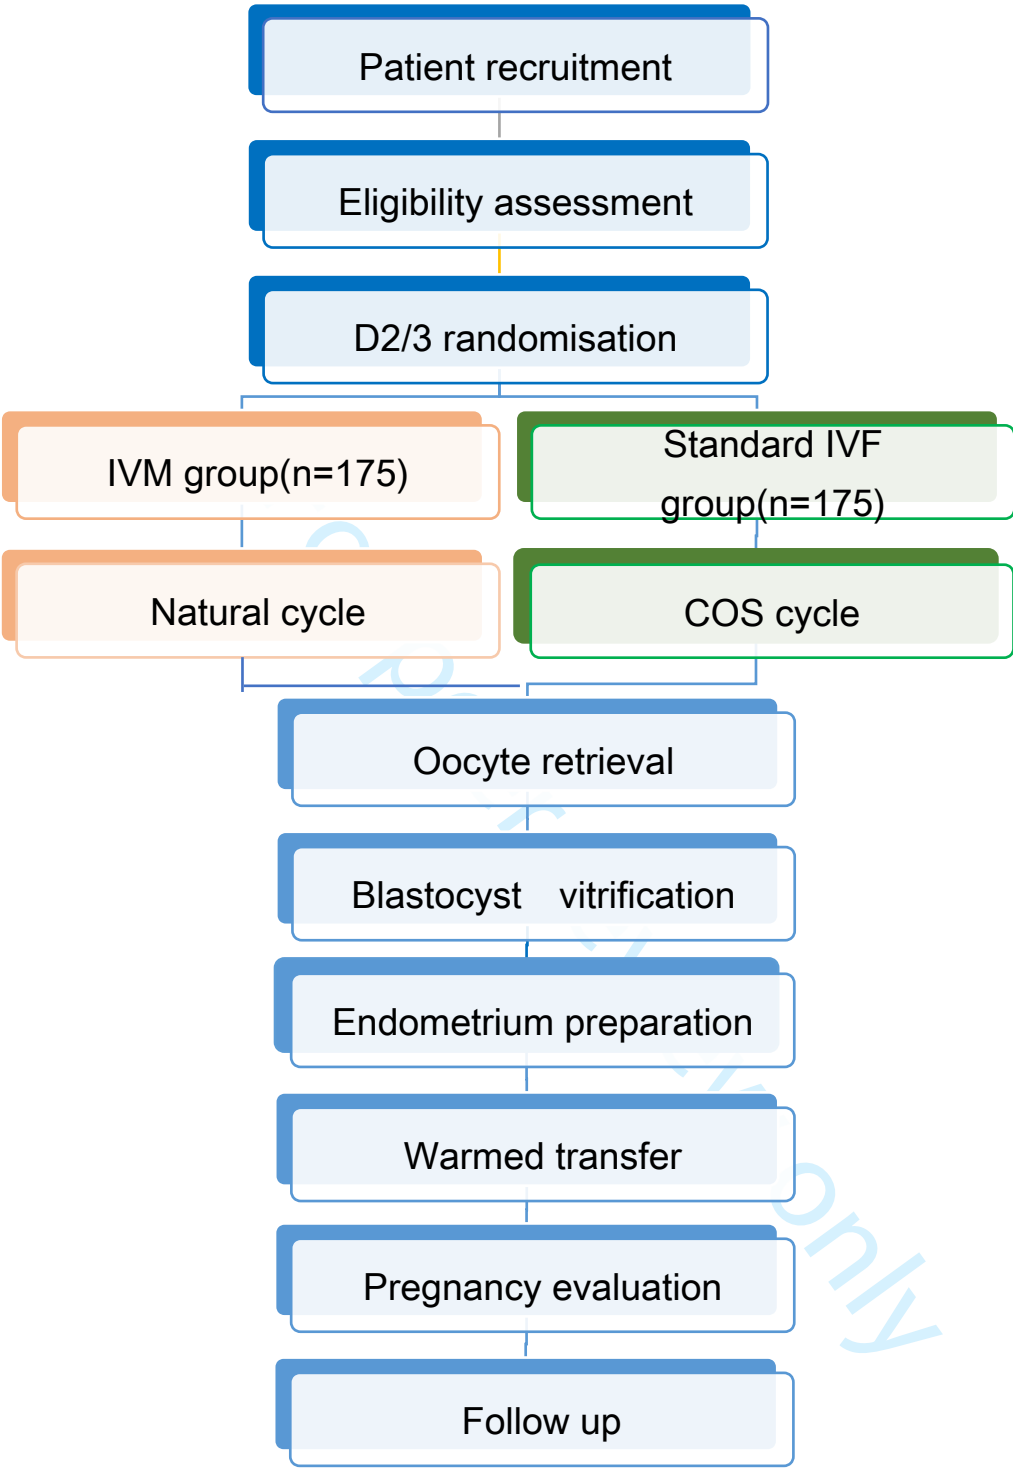 Patient recruitment
Eligibility assessment
D2/3 randomisation
IVM group(n=175)
Standard IVF
group(n=175)
Natural cycle
COS cycle
Oocyte retrieval
Blastocyst vitrification
Endometrium preparation
Warmed transfer
Pregnancy evaluation
Follow up
only